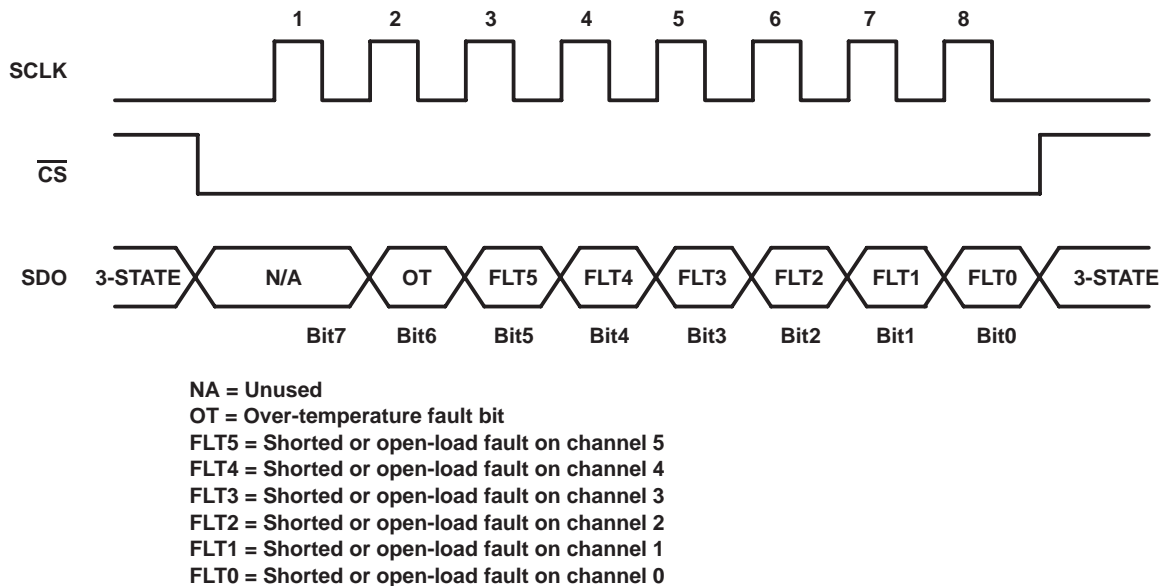 1 2 3 4 5 6 7 8
SCLK
CS
SDO 3-STATE N/A OT FLT5 FLT4 FLT3 FLT2 FLT1 FLT0 3-STATE
Bit7 Bit6 Bit5 Bit4 Bit3 Bit2 Bit1 Bit0
NA = Unused
OT = Over-temperature fault bit
FLT5 = Shorted or open-load fault on channel 5
FLT4 = Shorted or open-load fault on channel 4
FLT3 = Shorted or open-load fault on channel 3
FLT2 = Shorted or open-load fault on channel 2
FLT1 = Shorted or open-load fault on channel 1
FLT0 = Shorted or open-load fault on channel 0